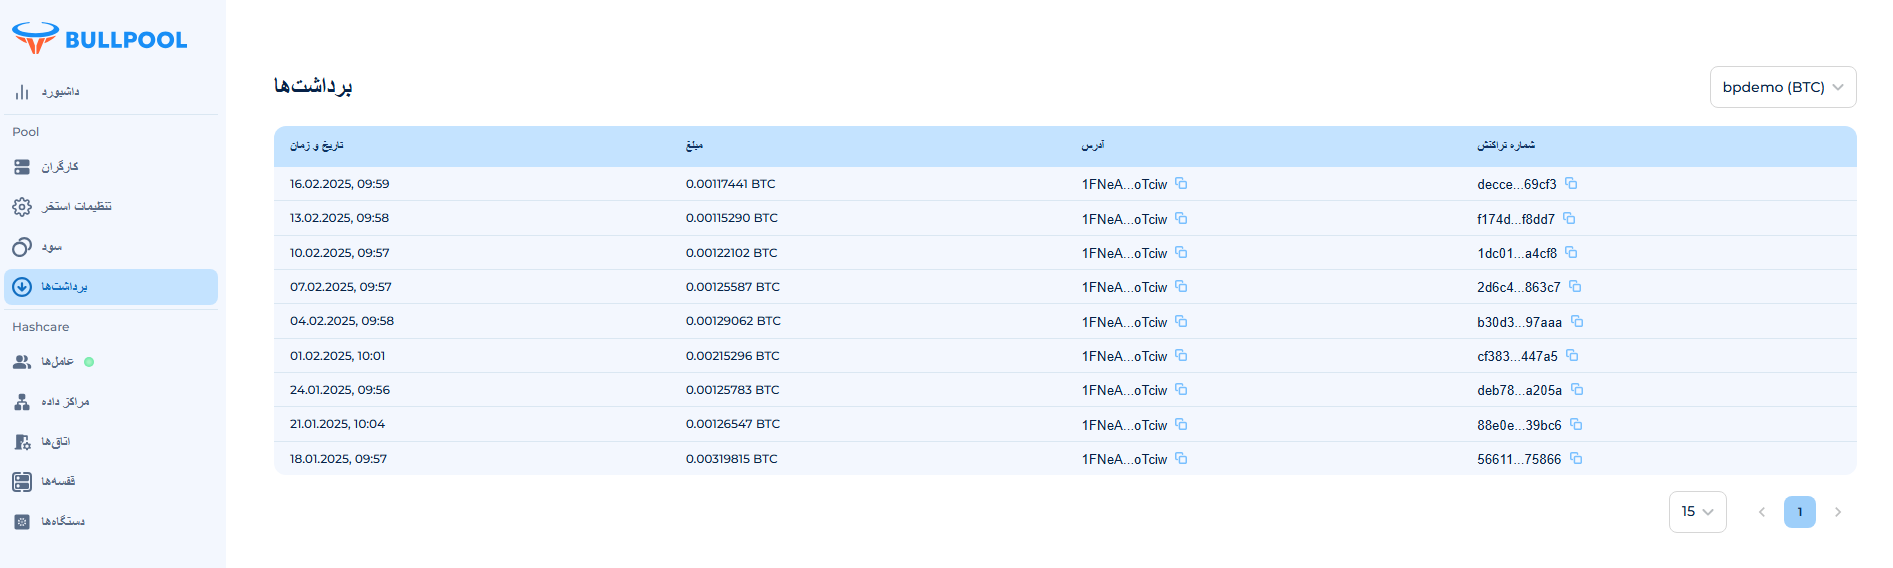 BULLPOOL
داشبورد
Pool
کارگران
تنظیمات استخر
سود
برداشت‌ها
Hashcare
عامل‌ها
مراکز داده
اتاق‌ها
قفسه‌ها
دستگاه‌ها
برداشت‌ها
bpdemo (BTC)
تاریخ و زمان مبلغ آدرس شماره تراکنش
16.02.2025, 09:59 0.00117441 BTC 1FNeA...oTciw decce...69cf3
13.02.2025, 09:58 0.00115290 BTC 1FNeA...oTciw f174d...f8dd7
10.02.2025, 09:57 0.00122102 BTC 1FNeA...oTciw 1dc01...a4cf8
07.02.2025, 09:57 0.00125587 BTC 1FNeA...oTciw 2d6c4...863c7
04.02.2025, 09:58 0.00129062 BTC 1FNeA...oTciw b30d3...97aaa
01.02.2025, 10:01 0.00215296 BTC 1FNeA...oTciw cf383...447a5
24.01.2025, 09:56 0.00125783 BTC 1FNeA...oTciw deb78...a205a
21.01.2025, 10:04 0.00126547 BTC 1FNeA...oTciw 88e0e...39bc6
18.01.2025, 09:57 0.00319815 BTC 1FNeA...oTciw 56611...75866
15 1